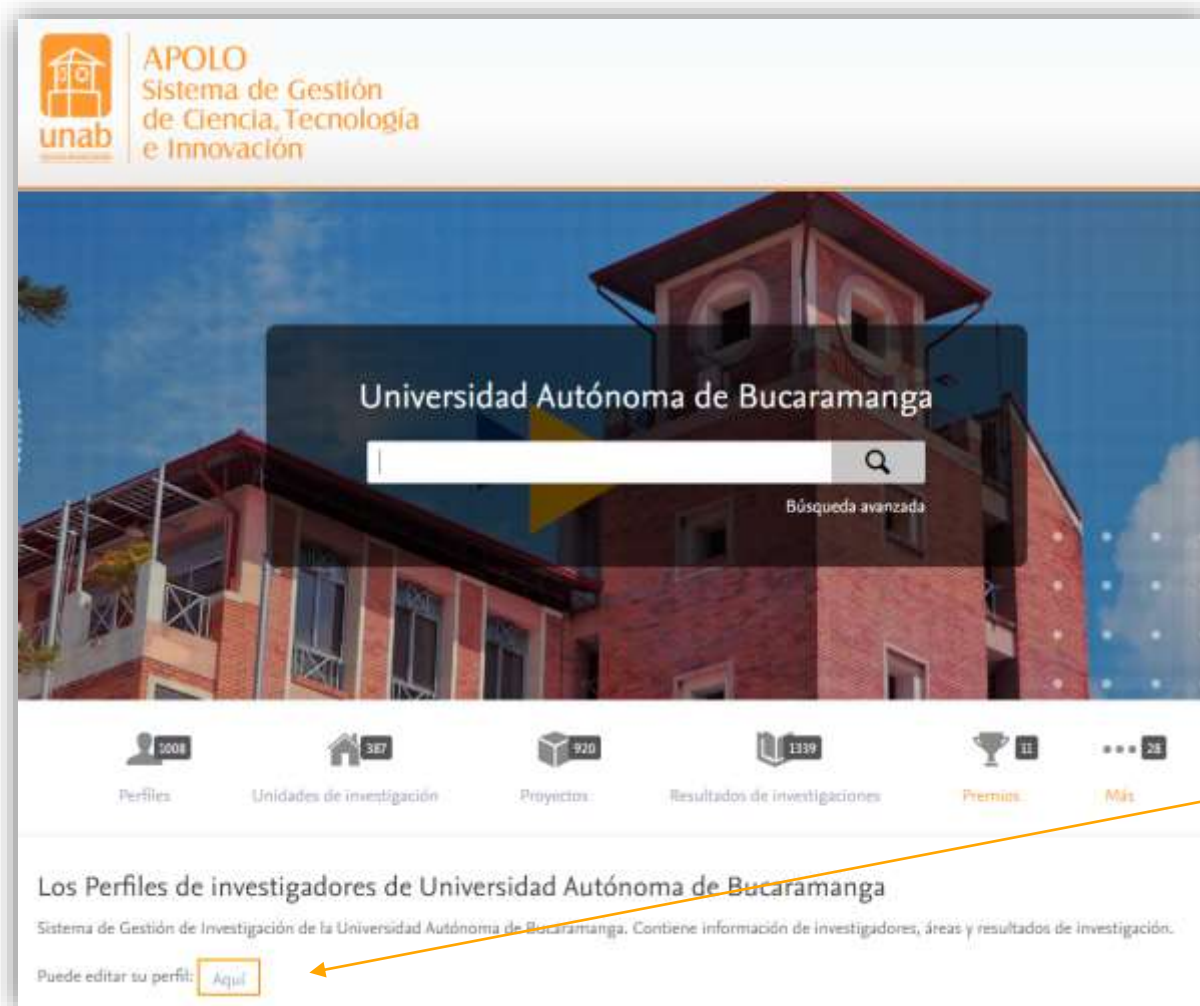 unab
APOLO
Sistema de Gestión
de Ciencia, Tecnología
e Innovación
Universidad Autónoma de Bucaramanga
Búsqueda avanzada
1008
387
920
1339
11
28
Perfiles
Unidades de investigación
Proyectos
Resultados de investigaciones
Premios
Más
Los Perfiles de investigadores de Universidad Autónoma de Bucaramanga
Sistema de Gestión de Investigación de la Universidad Autónoma de Bucaramanga. Contiene información de investigadores, áreas y resultados de investigación.
Puede editar su perfil: Aquí